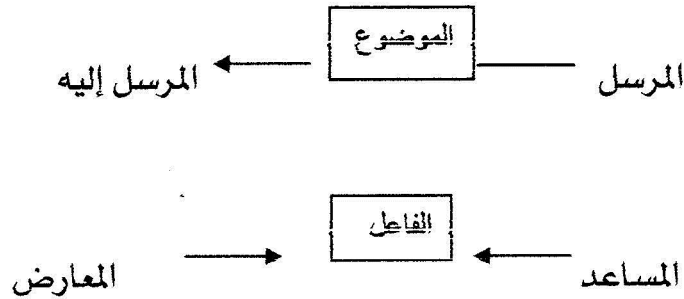 المرسل الموضوع المرسل إليه
المساعد الفاعل المعارض